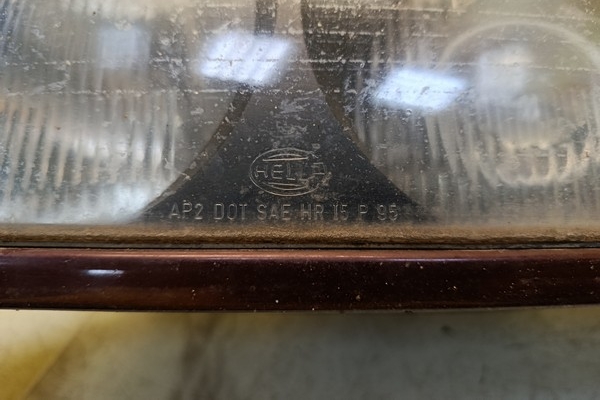 HELLA
AP2 DOT SAE HR 15 P 95